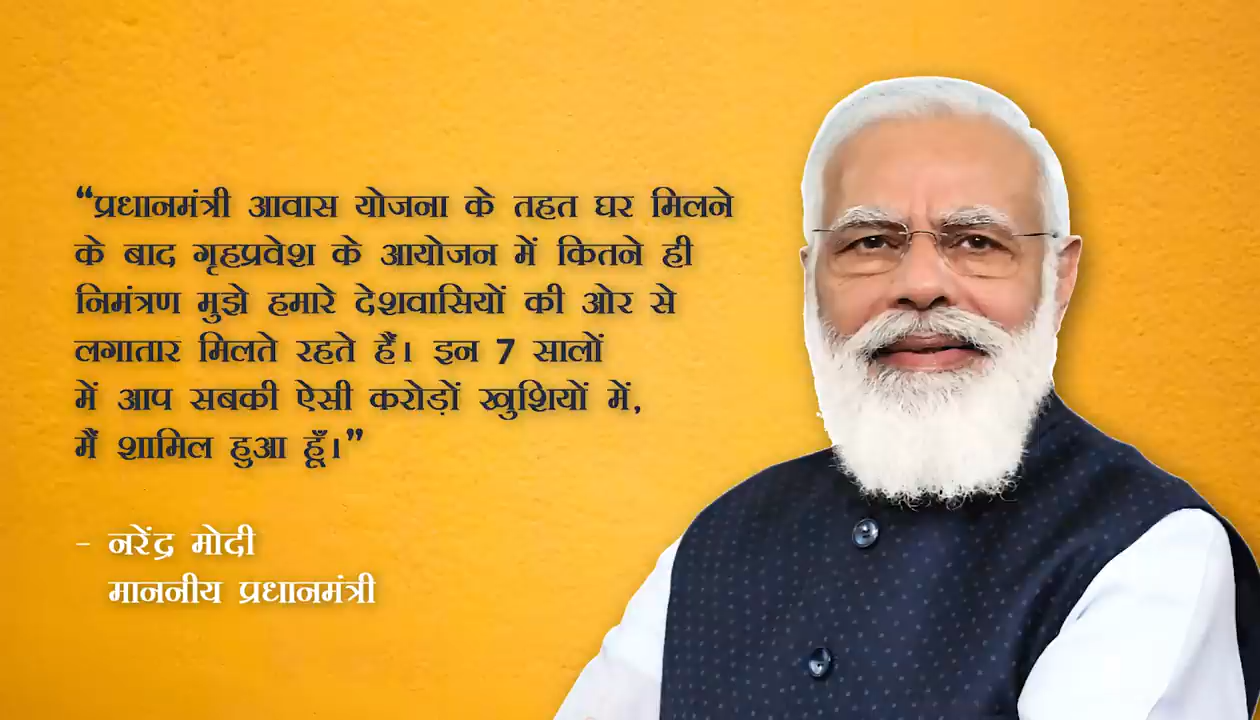 “प्रधानमंत्री आवास योजना के तहत घर मिलने
के बाद गृहप्रवेश के आयोजन में कितने ही
निमंत्रण मुझे हमारे देशवासियों की ओर से
लगातार मिलते रहते हैं। इन 7 सालों
में आप सबकी ऐसी करोड़ों खुशियों में,
मैं शामिल हुआ हूँ।”
- नरेंद्र मोदी
माननीय प्रधानमंत्री